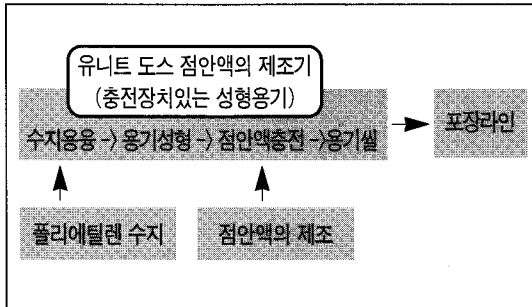 유니트 도스 점안액의 제조기
(충전장치있는 성형용기)
수지용융 -> 용기성형 -> 점안액충전 ->용기씰
포장라인
폴리에틸렌 수지
점안액의 제조